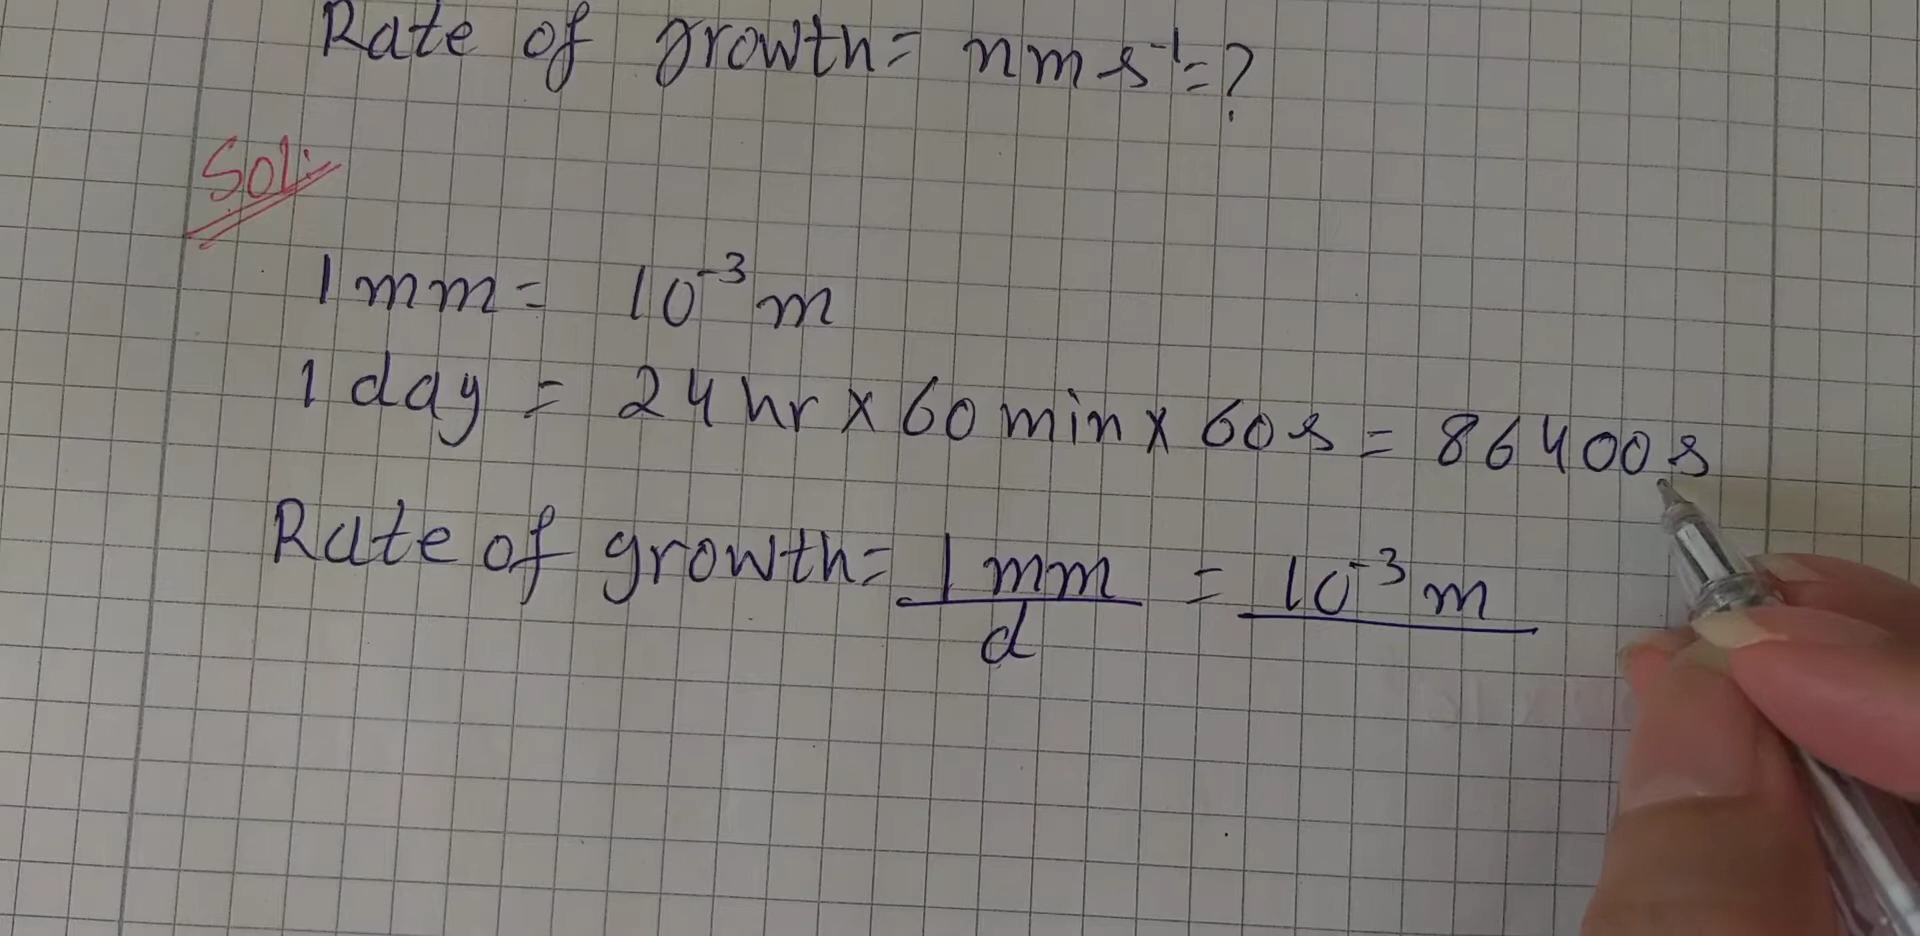 Rate of growth = nm s⁻¹ = ?
Sol:
1 mm = 10⁻³ m
1 day = 24 hr × 60 min × 60 s = 86400 s
Rate of growth = 1 mm / d = 10⁻³ m